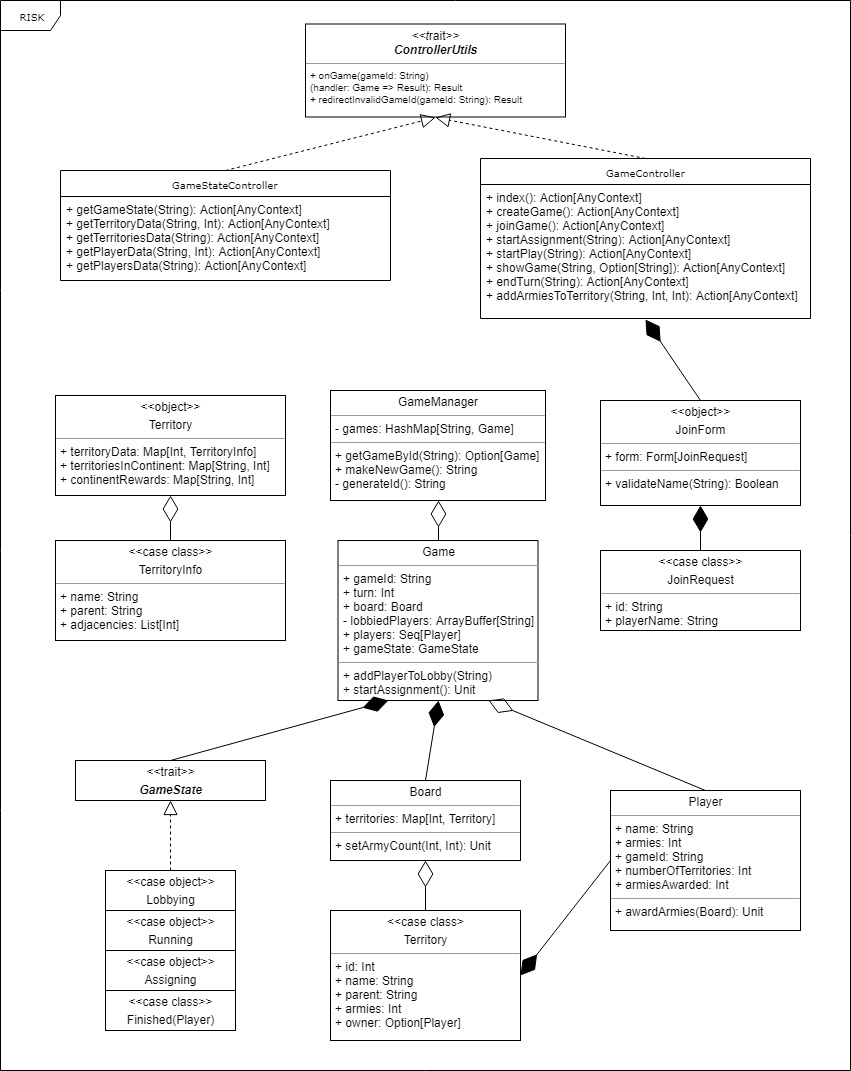 RISK
<<trait>>
ControllerUtils
+ onGame(gameId: String)
(handler: Game => Result): Result
+ redirectInvalidGameId(gameId: String): Result
GameStateController
+ getGameState(String): Action[AnyContext]
+ getTerritoryData(String, Int): Action[AnyContext]
+ getTerritoriesData(String): Action[AnyContext]
+ getPlayerData(String, Int): Action[AnyContext]
+ getPlayersData(String): Action[AnyContext]
GameController
+ index(): Action[AnyContext]
+ createGame(): Action[AnyContext]
+ joinGame(): Action[AnyContext]
+ startAssignment(String): Action[AnyContext]
+ startPlay(String): Action[AnyContext]
+ showGame(String, Option[String]): Action[AnyContext]
+ endTurn(String): Action[AnyContext]
+ addArmiesToTerritory(String, Int, Int): Action[AnyContext]
<<object>>
Territory
+ territoryData: Map[Int, TerritoryInfo]
+ territoriesInContinent: Map[String, Int]
+ continentRewards: Map[String, Int]
GameManager
- games: HashMap[String, Game]
+ getGameById(String): Option[Game]
+ makeNewGame(): String
- generateId(): String
<<object>>
JoinForm
+ form: Form[JoinRequest]
+ validateName(String): Boolean
<<case class>>
TerritoryInfo
+ name: String
+ parent: String
+ adjacencies: List[Int]
Game
+ gameId: String
+ turn: Int
+ board: Board
- lobbiedPlayers: ArrayBuffer[String]
+ players: Seq[Player]
+ gameState: GameState
+ addPlayerToLobby(String)
+ startAssignment(): Unit
<<case class>>
JoinRequest
+ id: String
+ playerName: String
<<trait>>
GameState
Board
+ territories: Map[Int, Territory]
+ setArmyCount(Int, Int): Unit
Player
+ name: String
+ armies: Int
+ gameId: String
+ numberOfTerritories: Int
+ armiesAwarded: Int
+ awardArmies(Board): Unit
<<case object>>
Lobbying
<<case object>>
Running
<<case object>>
Assigning
<<case class>>
Finished(Player)
<<case class>
Territory
+ id: Int
+ name: String
+ parent: String
+ armies: Int
+ owner: Option[Player]